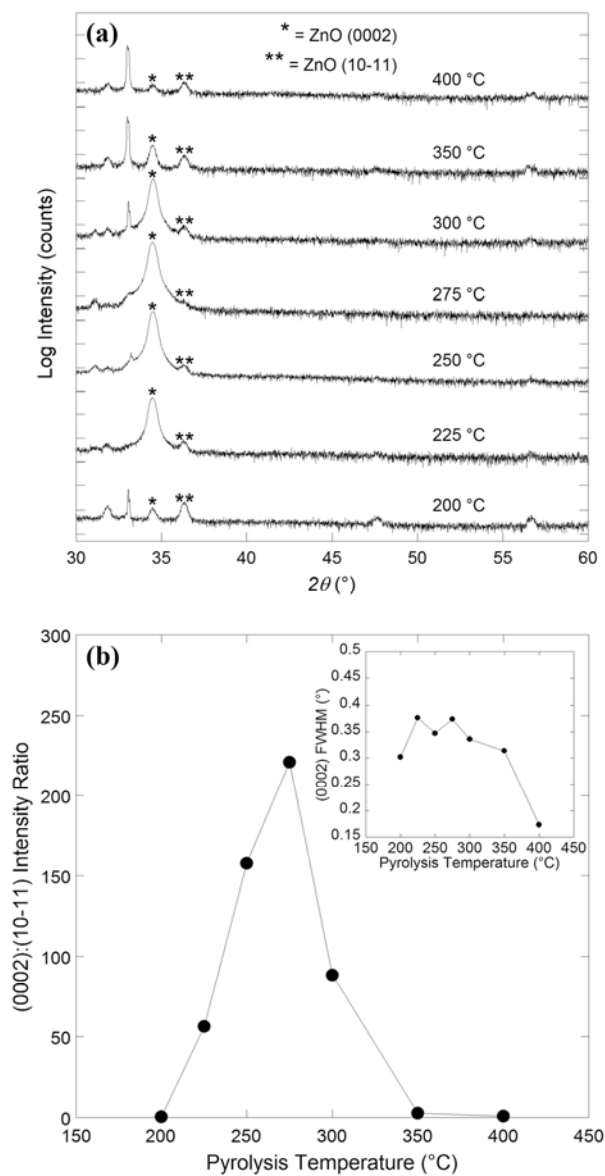 (a)
* = ZnO (0002)
** = ZnO (10-11)
* ** 400 °C
* ** 350 °C
* ** 300 °C
* ** 275 °C
* ** 250 °C
* ** 225 °C
* ** 200 °C
Log Intensity (counts)
30 35 40 45 50 55 60
2θ (°)
(b)
300
250
200
150
100
50
0
(0002):(10-11) Intensity Ratio
150 200 250 300 350 400 450
Pyrolysis Temperature (°C)
0.5
0.45
0.4
0.35
0.3
0.25
0.2
0.15
(0002) FWHM (°)
150 200 250 300 350 400 450
Pyrolysis Temperature (°C)